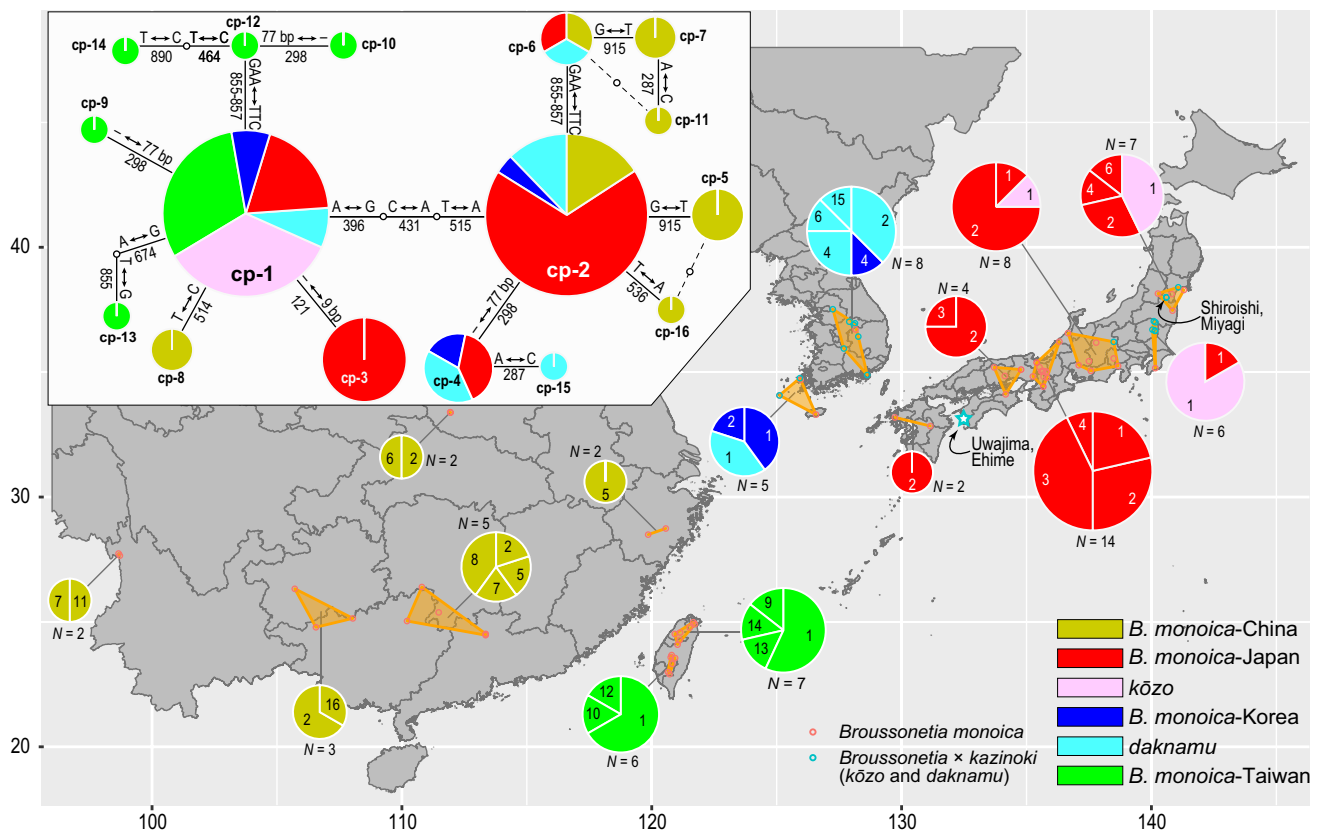 cp-14
T↔C
890
T↔C
464
cp-12
77 bp↔–
298
cp-10
GAA↔TTC
855-857
cp-9
–↔77 bp
298
A↔G
674
T↔G
855
cp-13
T↔C
514
cp-8
cp-1
–↔9 bp
121
cp-3
A↔G
396
C↔A
431
T↔A
515
cp-6
G↔T
915
cp-7
A↔C
287
cp-11
GAA↔TTC
855-857
cp-2
G↔T
915
cp-5
T↔A
536
cp-16
–↔77 bp
298
cp-4
A↔C
287
cp-15
N = 7
6
4
2
1
1
1
2
N = 8
15
6
2
4
4
N = 8
N = 4
3
2
Shiroishi,
Miyagi
1
1
N = 6
2
1
1
N = 5
Uwajima,
Ehime
2
N = 2
4
1
3
2
N = 14
6
2
N = 2
N = 2
5
N = 5
8
2
5
7
7
11
N = 2
16
2
N = 3
9
14
13
1
N = 7
12
10
1
N = 6
B. monoica-China
B. monoica-Japan
kōzo
B. monoica-Korea
daknamu
B. monoica-Taiwan
Broussonetia monoica
Broussonetia × kazinoki
(kōzo and daknamu)
40
30
20
100
110
120
130
140